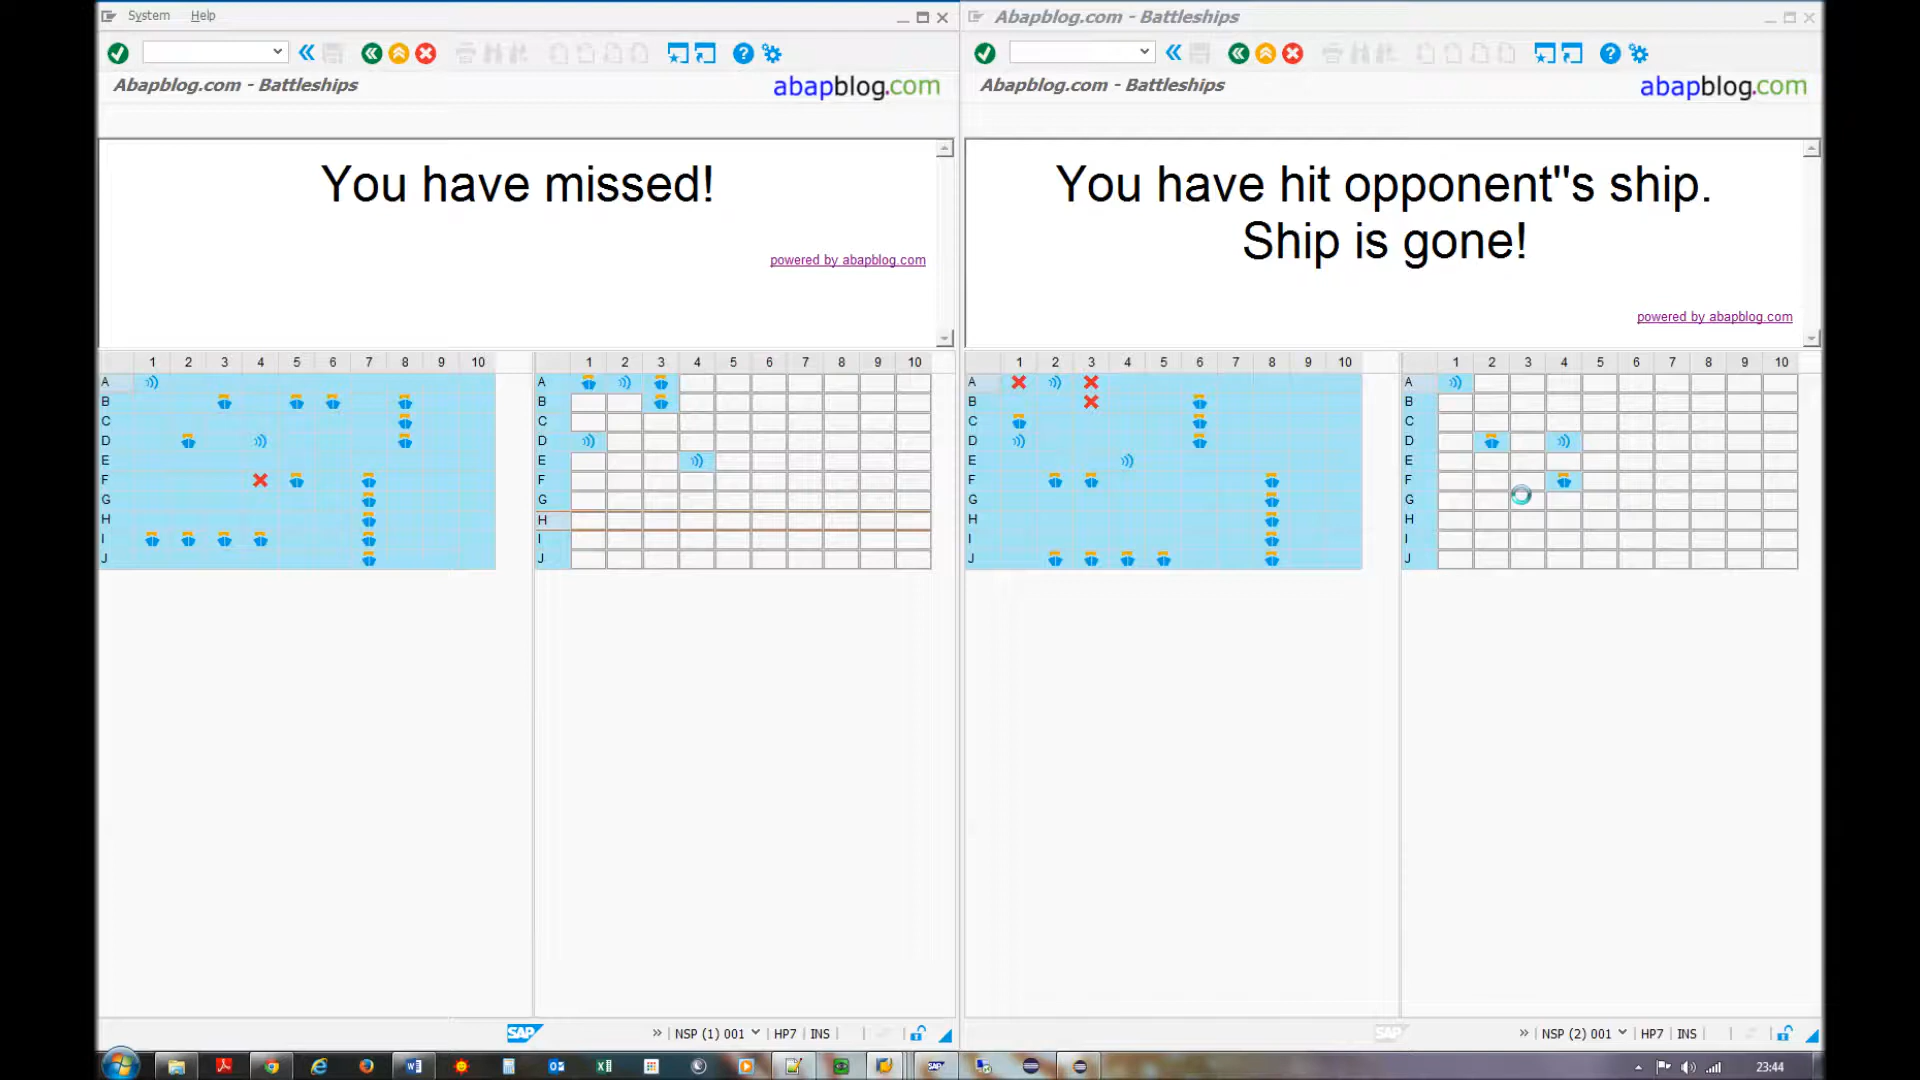 System Help
Abapblog.com - Battleships
abapblog.com
You have missed!
powered by abapblog.com
1 2 3 4 5 6 7 8 9 10
A
B
C
D
E
F
G
H
I
J
1 2 3 4 5 6 7 8 9 10
A
B
C
D
E
F
G
H
I
J
SAP
NSP (1) 001 HP7 INS
Abapblog.com - Battleships
Abapblog.com - Battleships
abapblog.com
You have hit opponent"s ship.
Ship is gone!
powered by abapblog.com
1 2 3 4 5 6 7 8 9 10
A
B
C
D
E
F
G
H
I
J
1 2 3 4 5 6 7 8 9 10
A
B
C
D
E
F
G
H
I
J
SAP
NSP (2) 001 HP7 INS
23:44